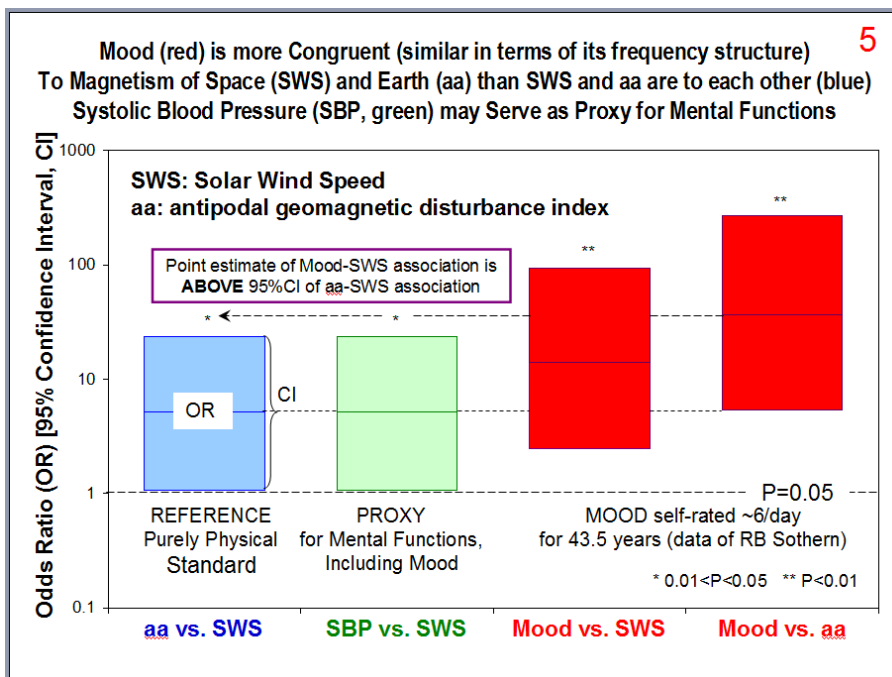 5
Mood (red) is more Congruent (similar in terms of its frequency structure)
To Magnetism of Space (SWS) and Earth (aa) than SWS and aa are to each other (blue)
Systolic Blood Pressure (SBP, green) may Serve as Proxy for Mental Functions
Odds Ratio (OR) [95% Confidence Interval, CI]
1000
100
10
1
0.1
SWS: Solar Wind Speed
aa: antipodal geomagnetic disturbance index
Point estimate of Mood-SWS association is
ABOVE 95%CI of aa-SWS association
*
*
**
**
OR
CI
P=0.05
REFERENCE
Purely Physical
Standard
PROXY
for Mental Functions,
Including Mood
MOOD self-rated ~6/day
for 43.5 years (data of RB Sothern)
* 0.01<P<0.05 ** P<0.01
aa vs. SWS
SBP vs. SWS
Mood vs. SWS
Mood vs. aa